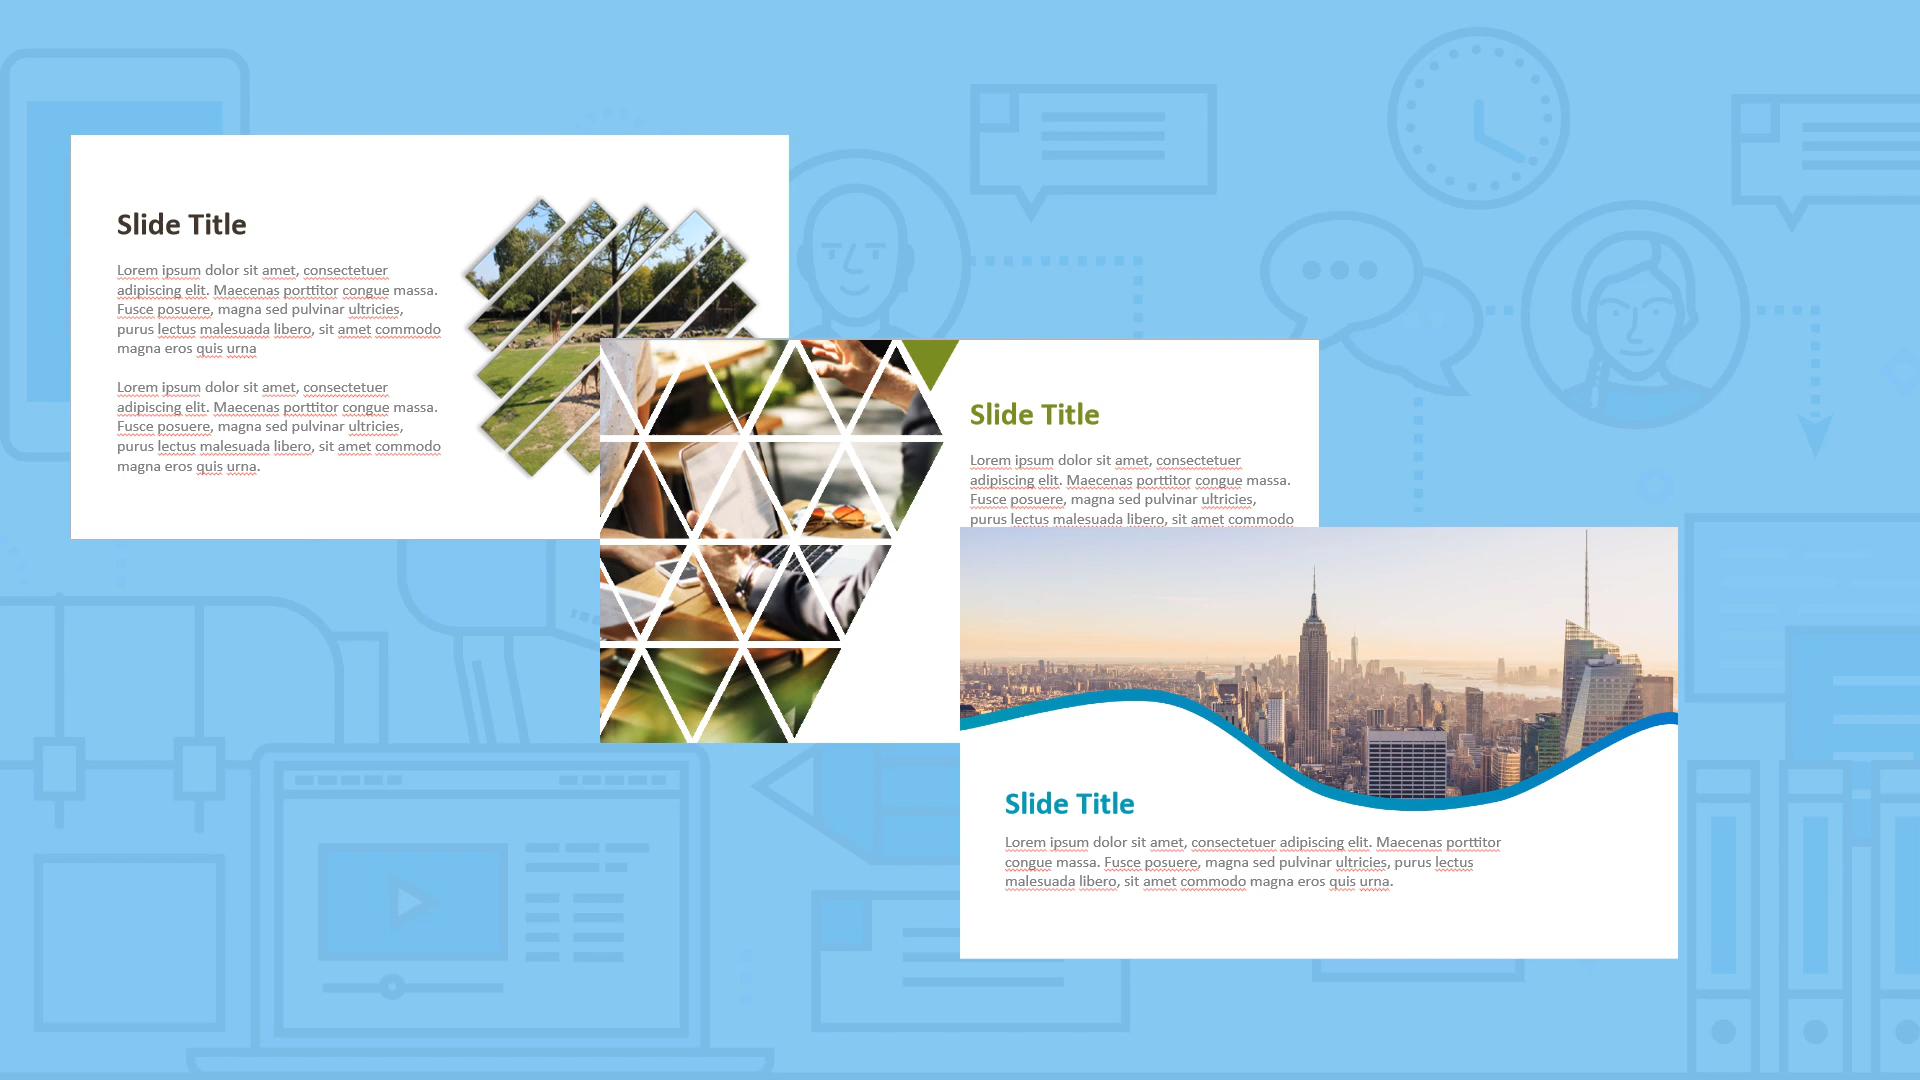 Slide Title
Lorem ipsum dolor sit amet, consectetuer
adipiscing elit. Maecenas porttitor congue massa.
Fusce posuere, magna sed pulvinar ultricies,
purus lectus malesuada libero, sit amet commodo
magna eros quis urna
Lorem ipsum dolor sit amet, consectetuer
adipiscing elit. Maecenas porttitor congue massa.
Fusce posuere, magna sed pulvinar ultricies,
purus lectus malesuada libero, sit amet commodo
magna eros quis urna.
Slide Title
Lorem ipsum dolor sit amet, consectetuer
adipiscing elit. Maecenas porttitor congue massa.
Fusce posuere, magna sed pulvinar ultricies,
purus lectus malesuada libero, sit amet commodo
Slide Title
Lorem ipsum dolor sit amet, consectetuer adipiscing elit. Maecenas porttitor
congue massa. Fusce posuere, magna sed pulvinar ultricies, purus lectus
malesuada libero, sit amet commodo magna eros quis urna.